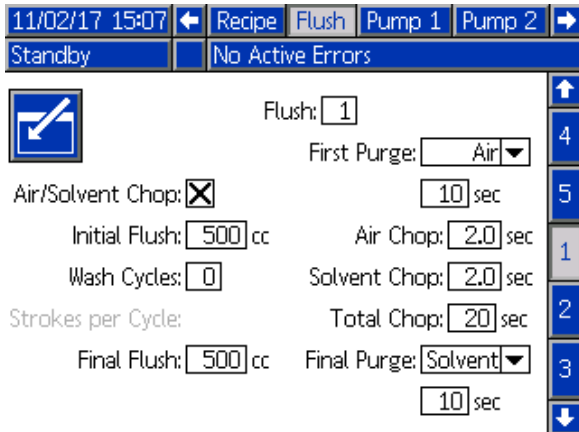 11/02/17 15:07 Recipe Flush Pump 1 Pump 2
Standby No Active Errors
Flush: 1
First Purge: Air
Air/Solvent Chop: 10 sec
Initial Flush: 500 cc Air Chop: 2.0 sec
Wash Cycles: 0 Solvent Chop: 2.0 sec
Strokes per Cycle: Total Chop: 20 sec
Final Flush: 500 cc Final Purge: Solvent
10 sec
4
5
1
2
3